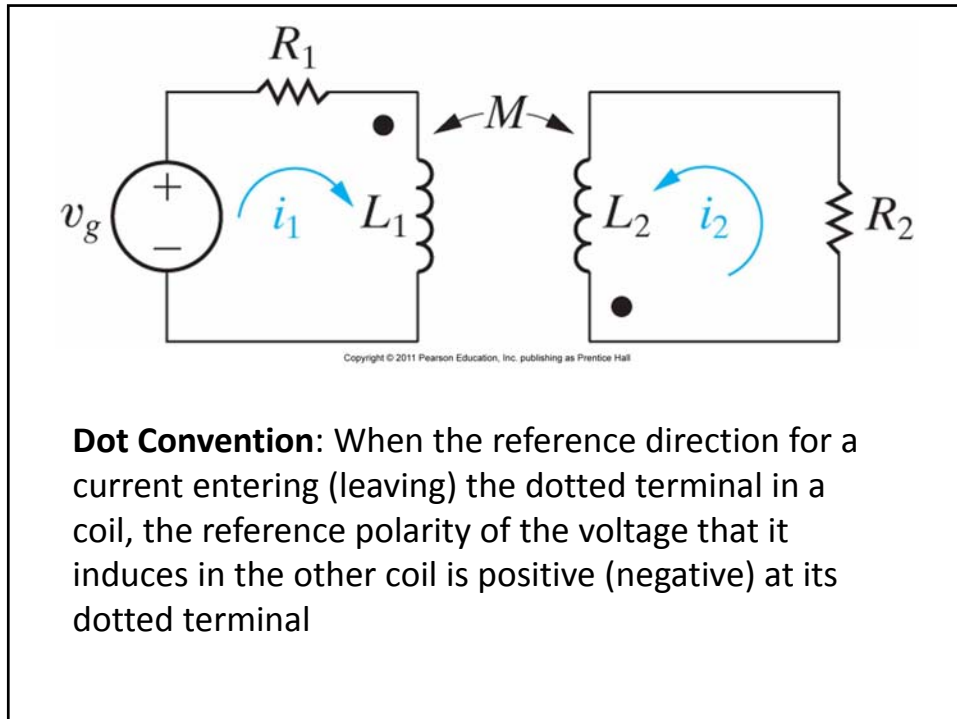 R₁
M
+
v_g
−
i₁
L₁
L₂
i₂
R₂
Copyright © 2011 Pearson Education, Inc. publishing as Prentice Hall
Dot Convention: When the reference direction for a
current entering (leaving) the dotted terminal in a
coil, the reference polarity of the voltage that it
induces in the other coil is positive (negative) at its
dotted terminal